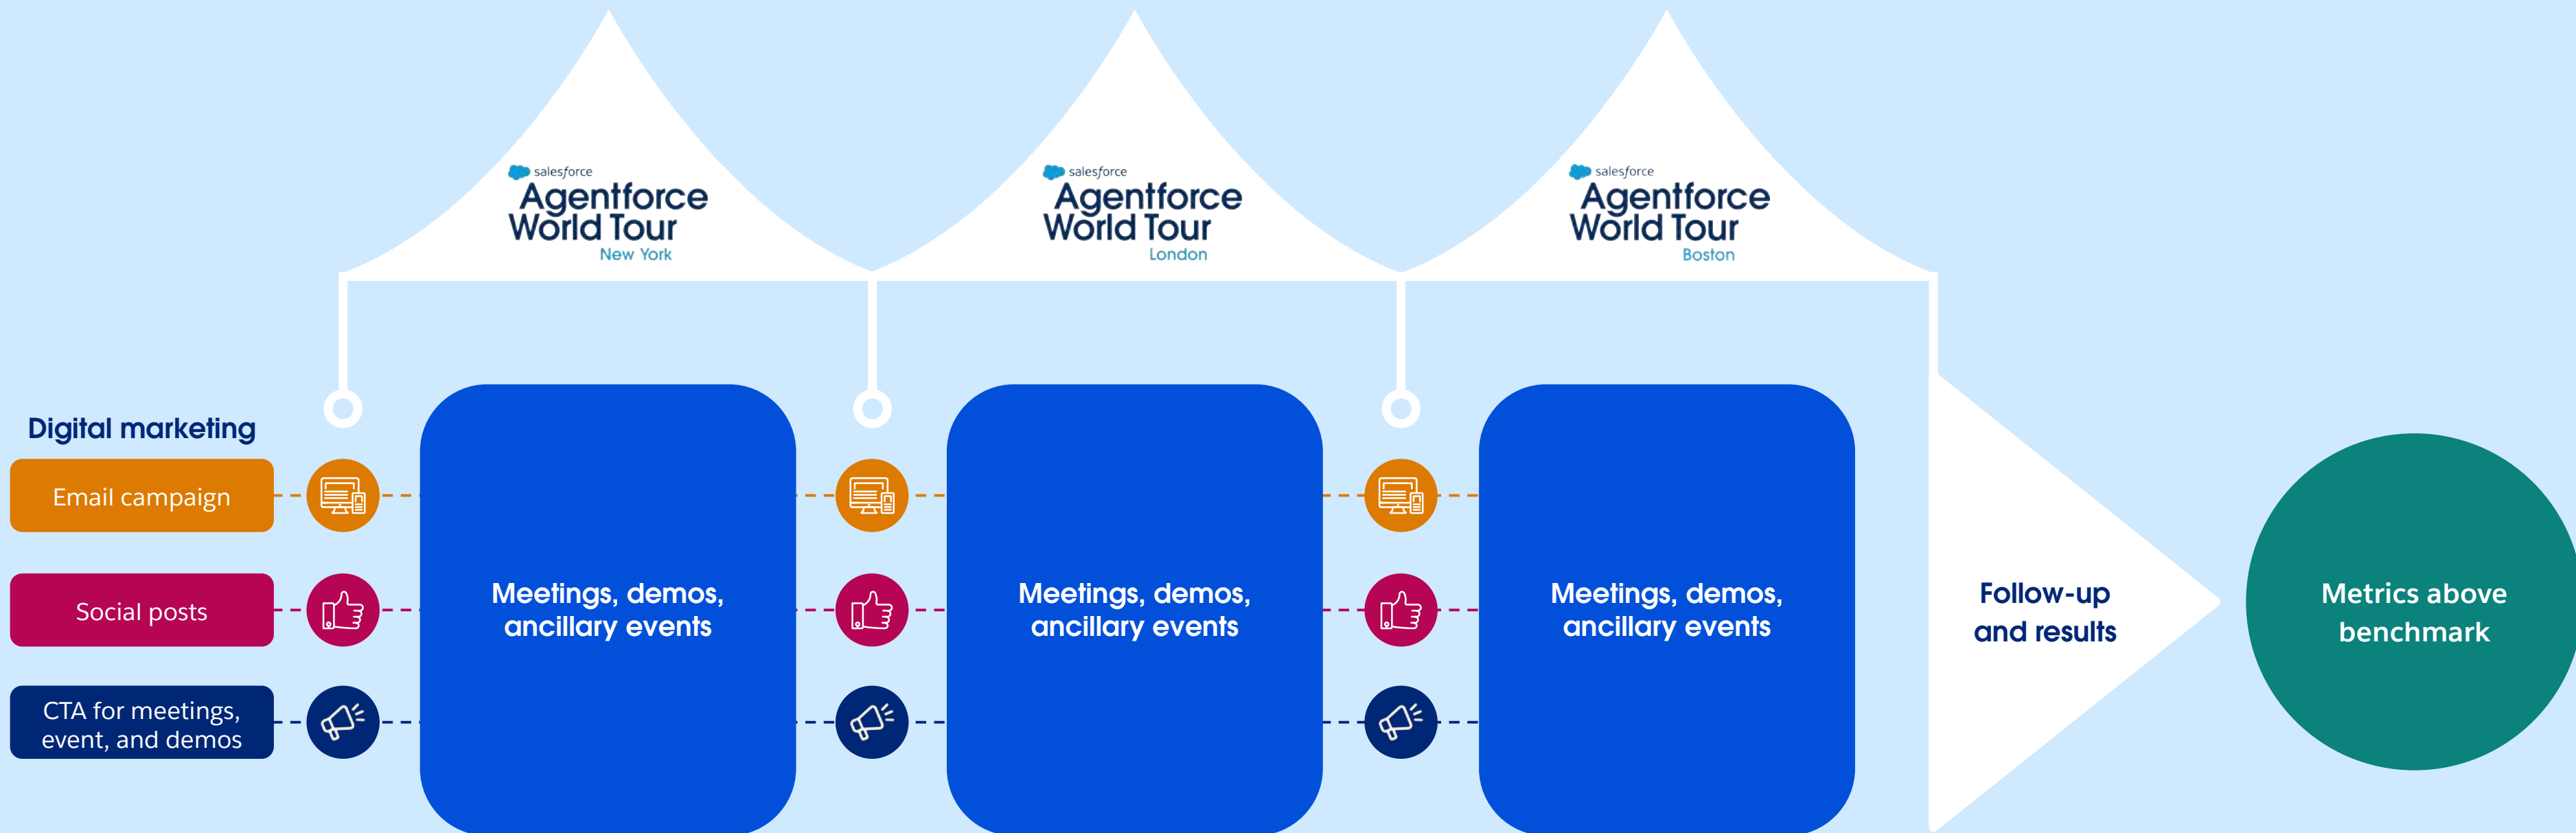 salesforce
Agentforce
World Tour
New York
salesforce
Agentforce
World Tour
London
salesforce
Agentforce
World Tour
Boston
Digital marketing
Email campaign
Social posts
CTA for meetings,
event, and demos
Meetings, demos,
ancillary events
Meetings, demos,
ancillary events
Meetings, demos,
ancillary events
Follow-up
and results
Metrics above
benchmark